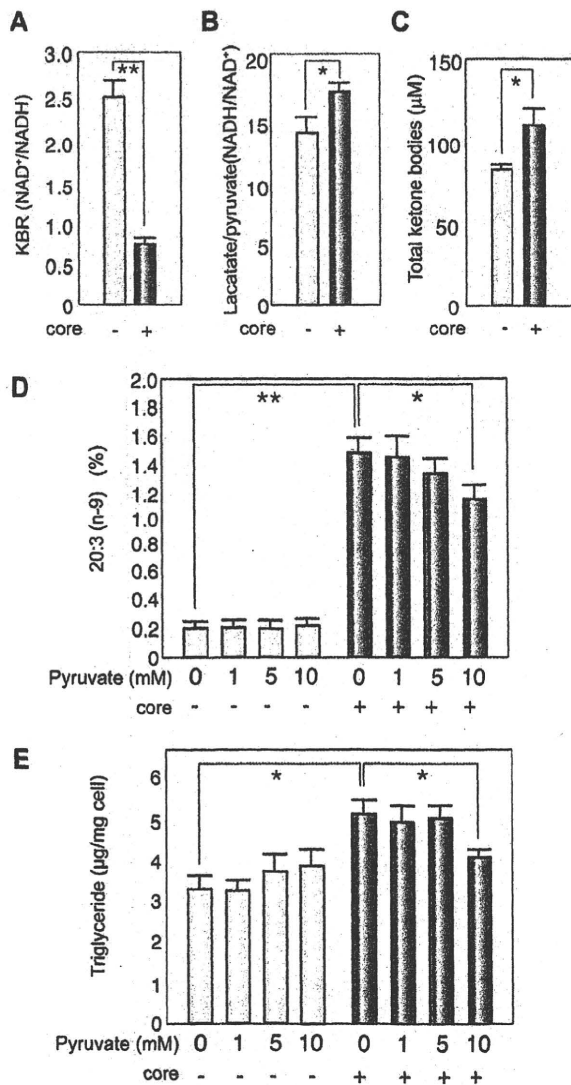 A
KBR (NAD+/NADH)
3.0
2.5
2.0
1.5
1.0
0.5
0
**
core - +
B
Lacatate/pyruvate(NADH/NAD+)
20
15
10
5
0
*
core - +
C
Total ketone bodies (µM)
150
100
50
0
*
core - +
D
20:3 (n-9) (%)
2.0
1.8
1.6
1.4
1.2
1.0
0.8
0.6
0.4
0.2
0
** *
Pyruvate (mM) 0 1 5 10 0 1 5 10
core - - - - + + + +
E
Triglyceride (µg/mg cell)
6
5
4
3
2
1
0
* *
Pyruvate (mM) 0 1 5 10 0 1 5 10
core - - - - + + + +